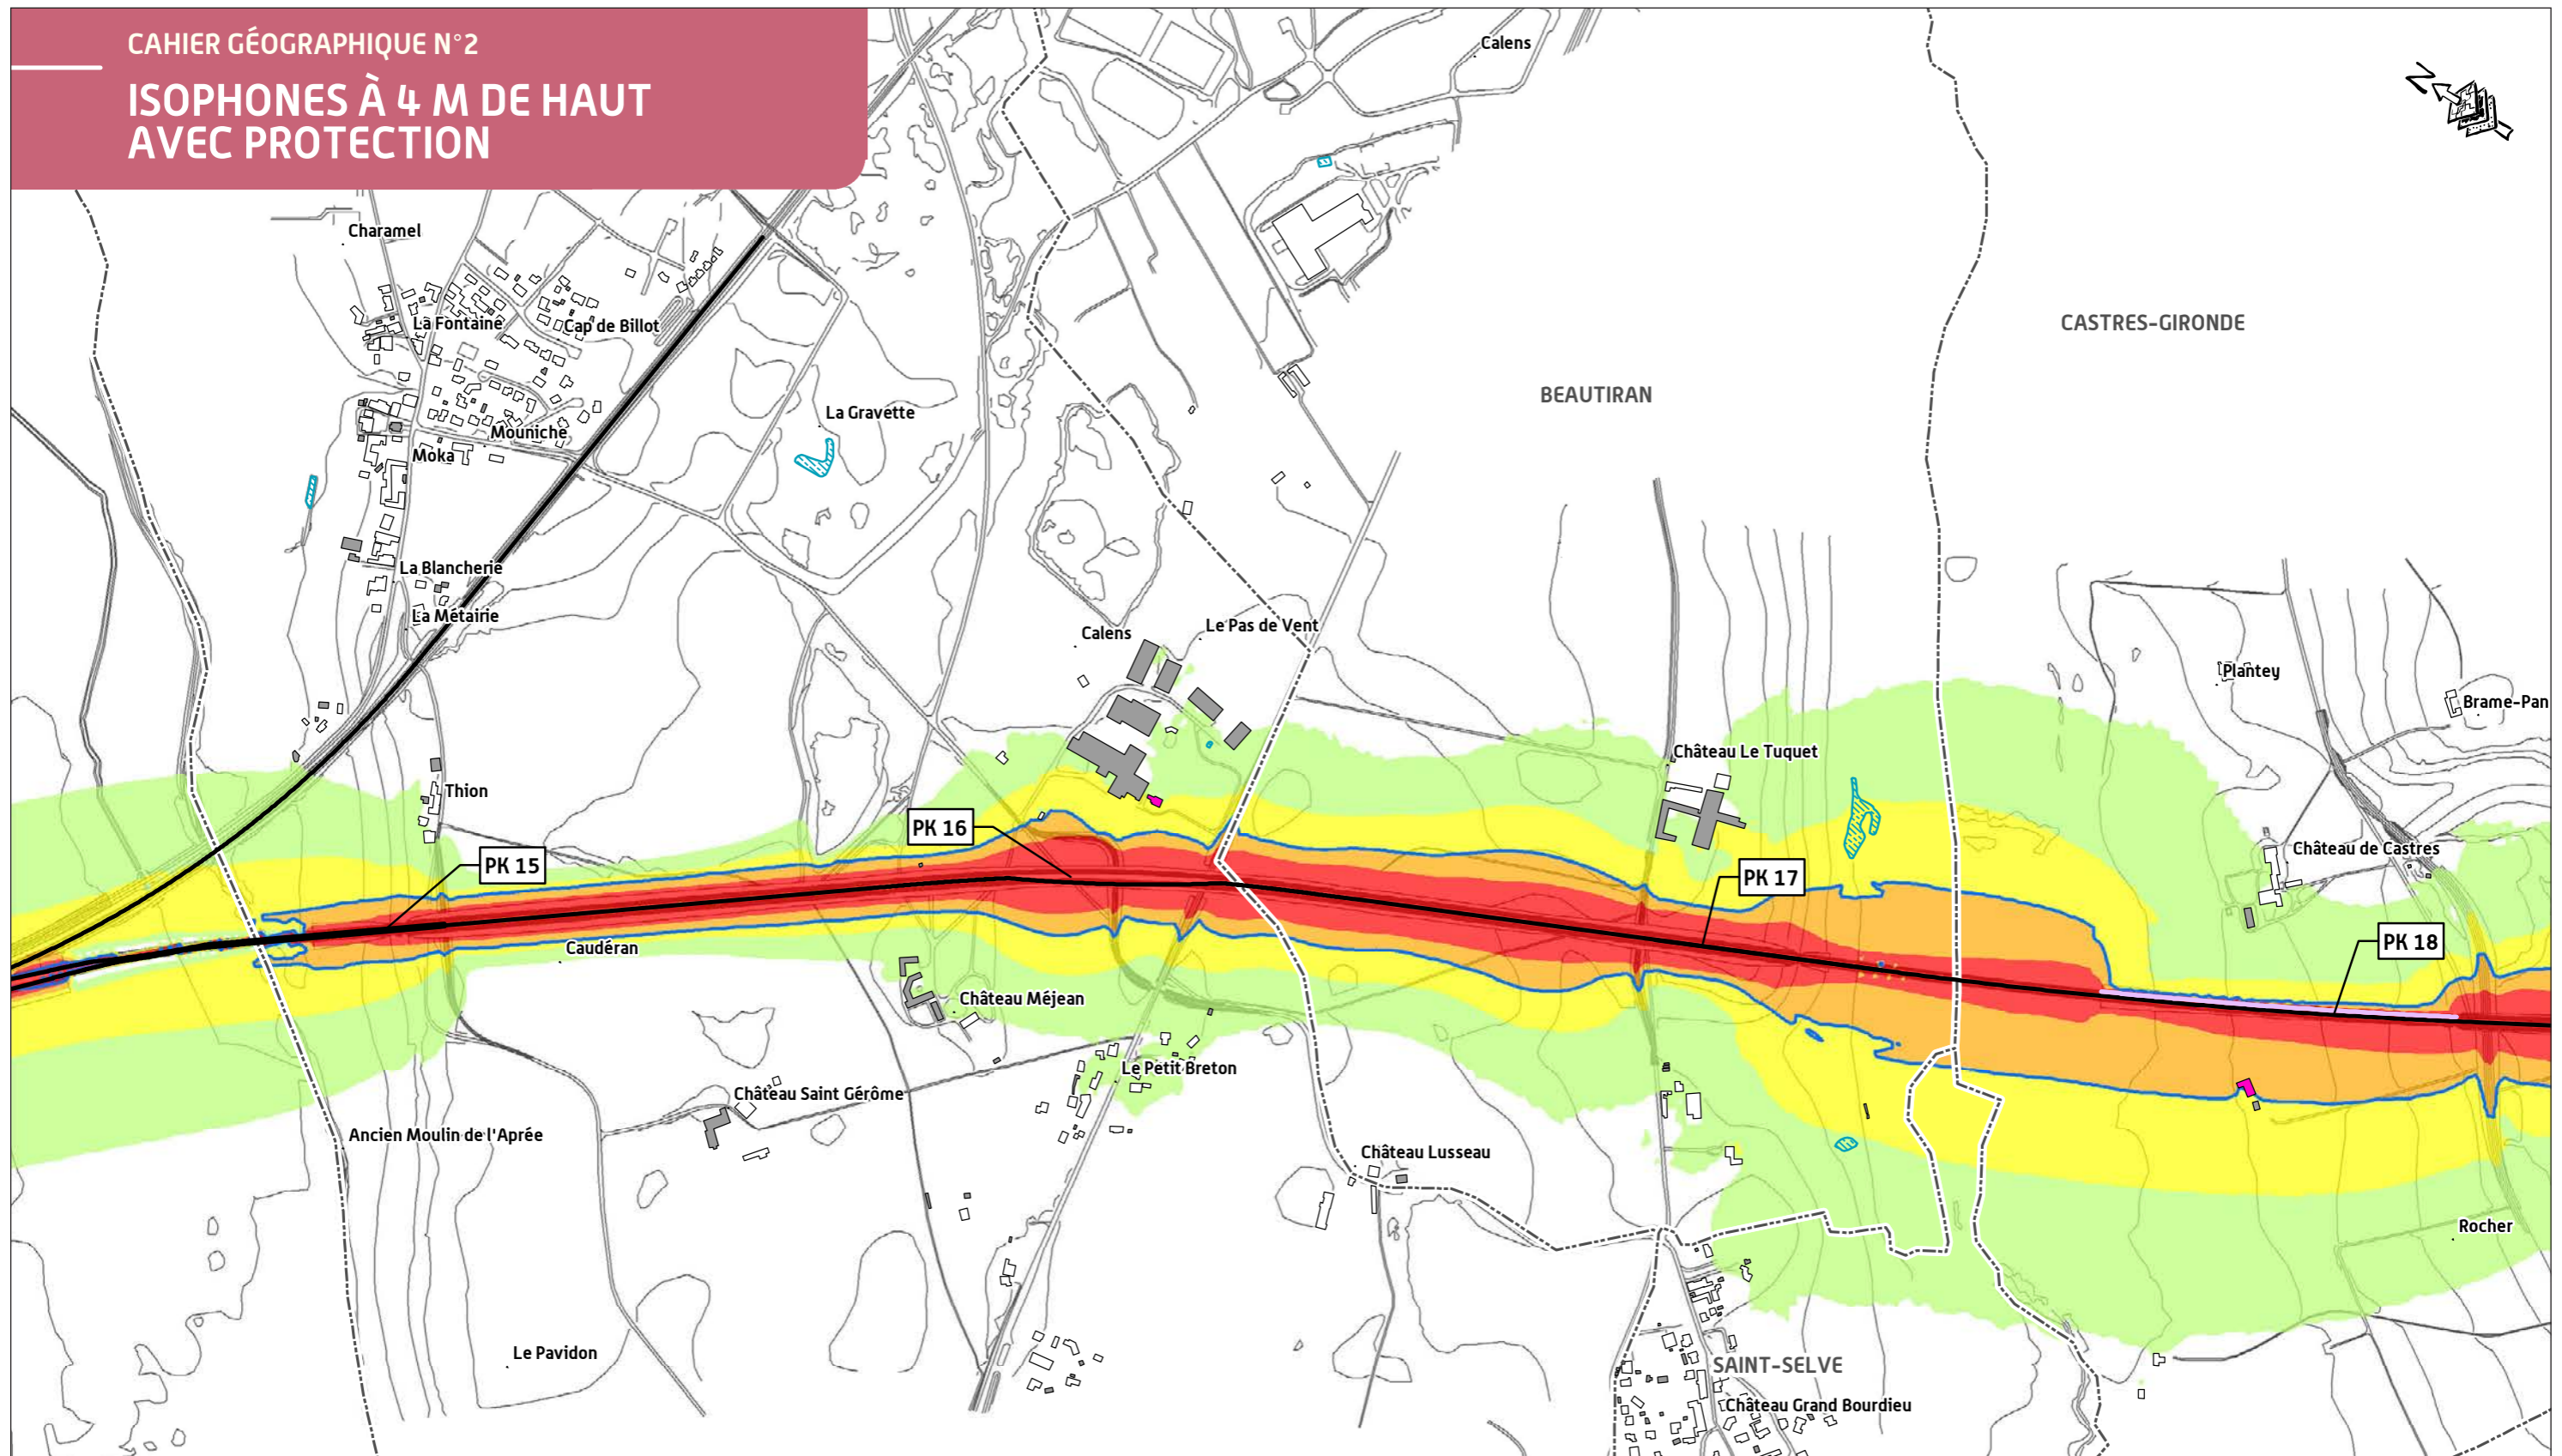 CAHIER GÉOGRAPHIQUE N°2
ISOPHONES À 4 M DE HAUT
AVEC PROTECTION
Calens
N
Charamel
La Fontaine
Cap de Billot
CASTRES-GIRONDE
BEAUTIRAN
La Gravette
Mouniche
Moka
La Blancherie
La Métairie
Calens
Le Pas de Vent
Plantey
Brame-Pan
Château Le Tuquet
Thion
PK 16
Château de Castres
PK 15
PK 17
Caudéran
PK 18
Château Méjean
Le Petit Breton
Château Saint Gérôme
Ancien Moulin de l'Aprée
Château Lusseau
Rocher
Le Pavidon
SAINT-SELVE
Château Grand Bourdieu